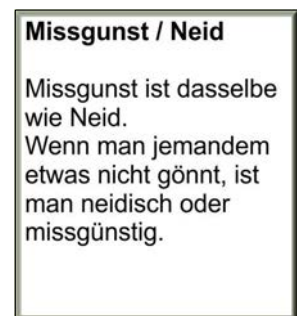 Missgunst / Neid
Missgunst ist dasselbe
wie Neid.
Wenn man jemandem
etwas nicht gönnt, ist
man neidisch oder
missgünstig.